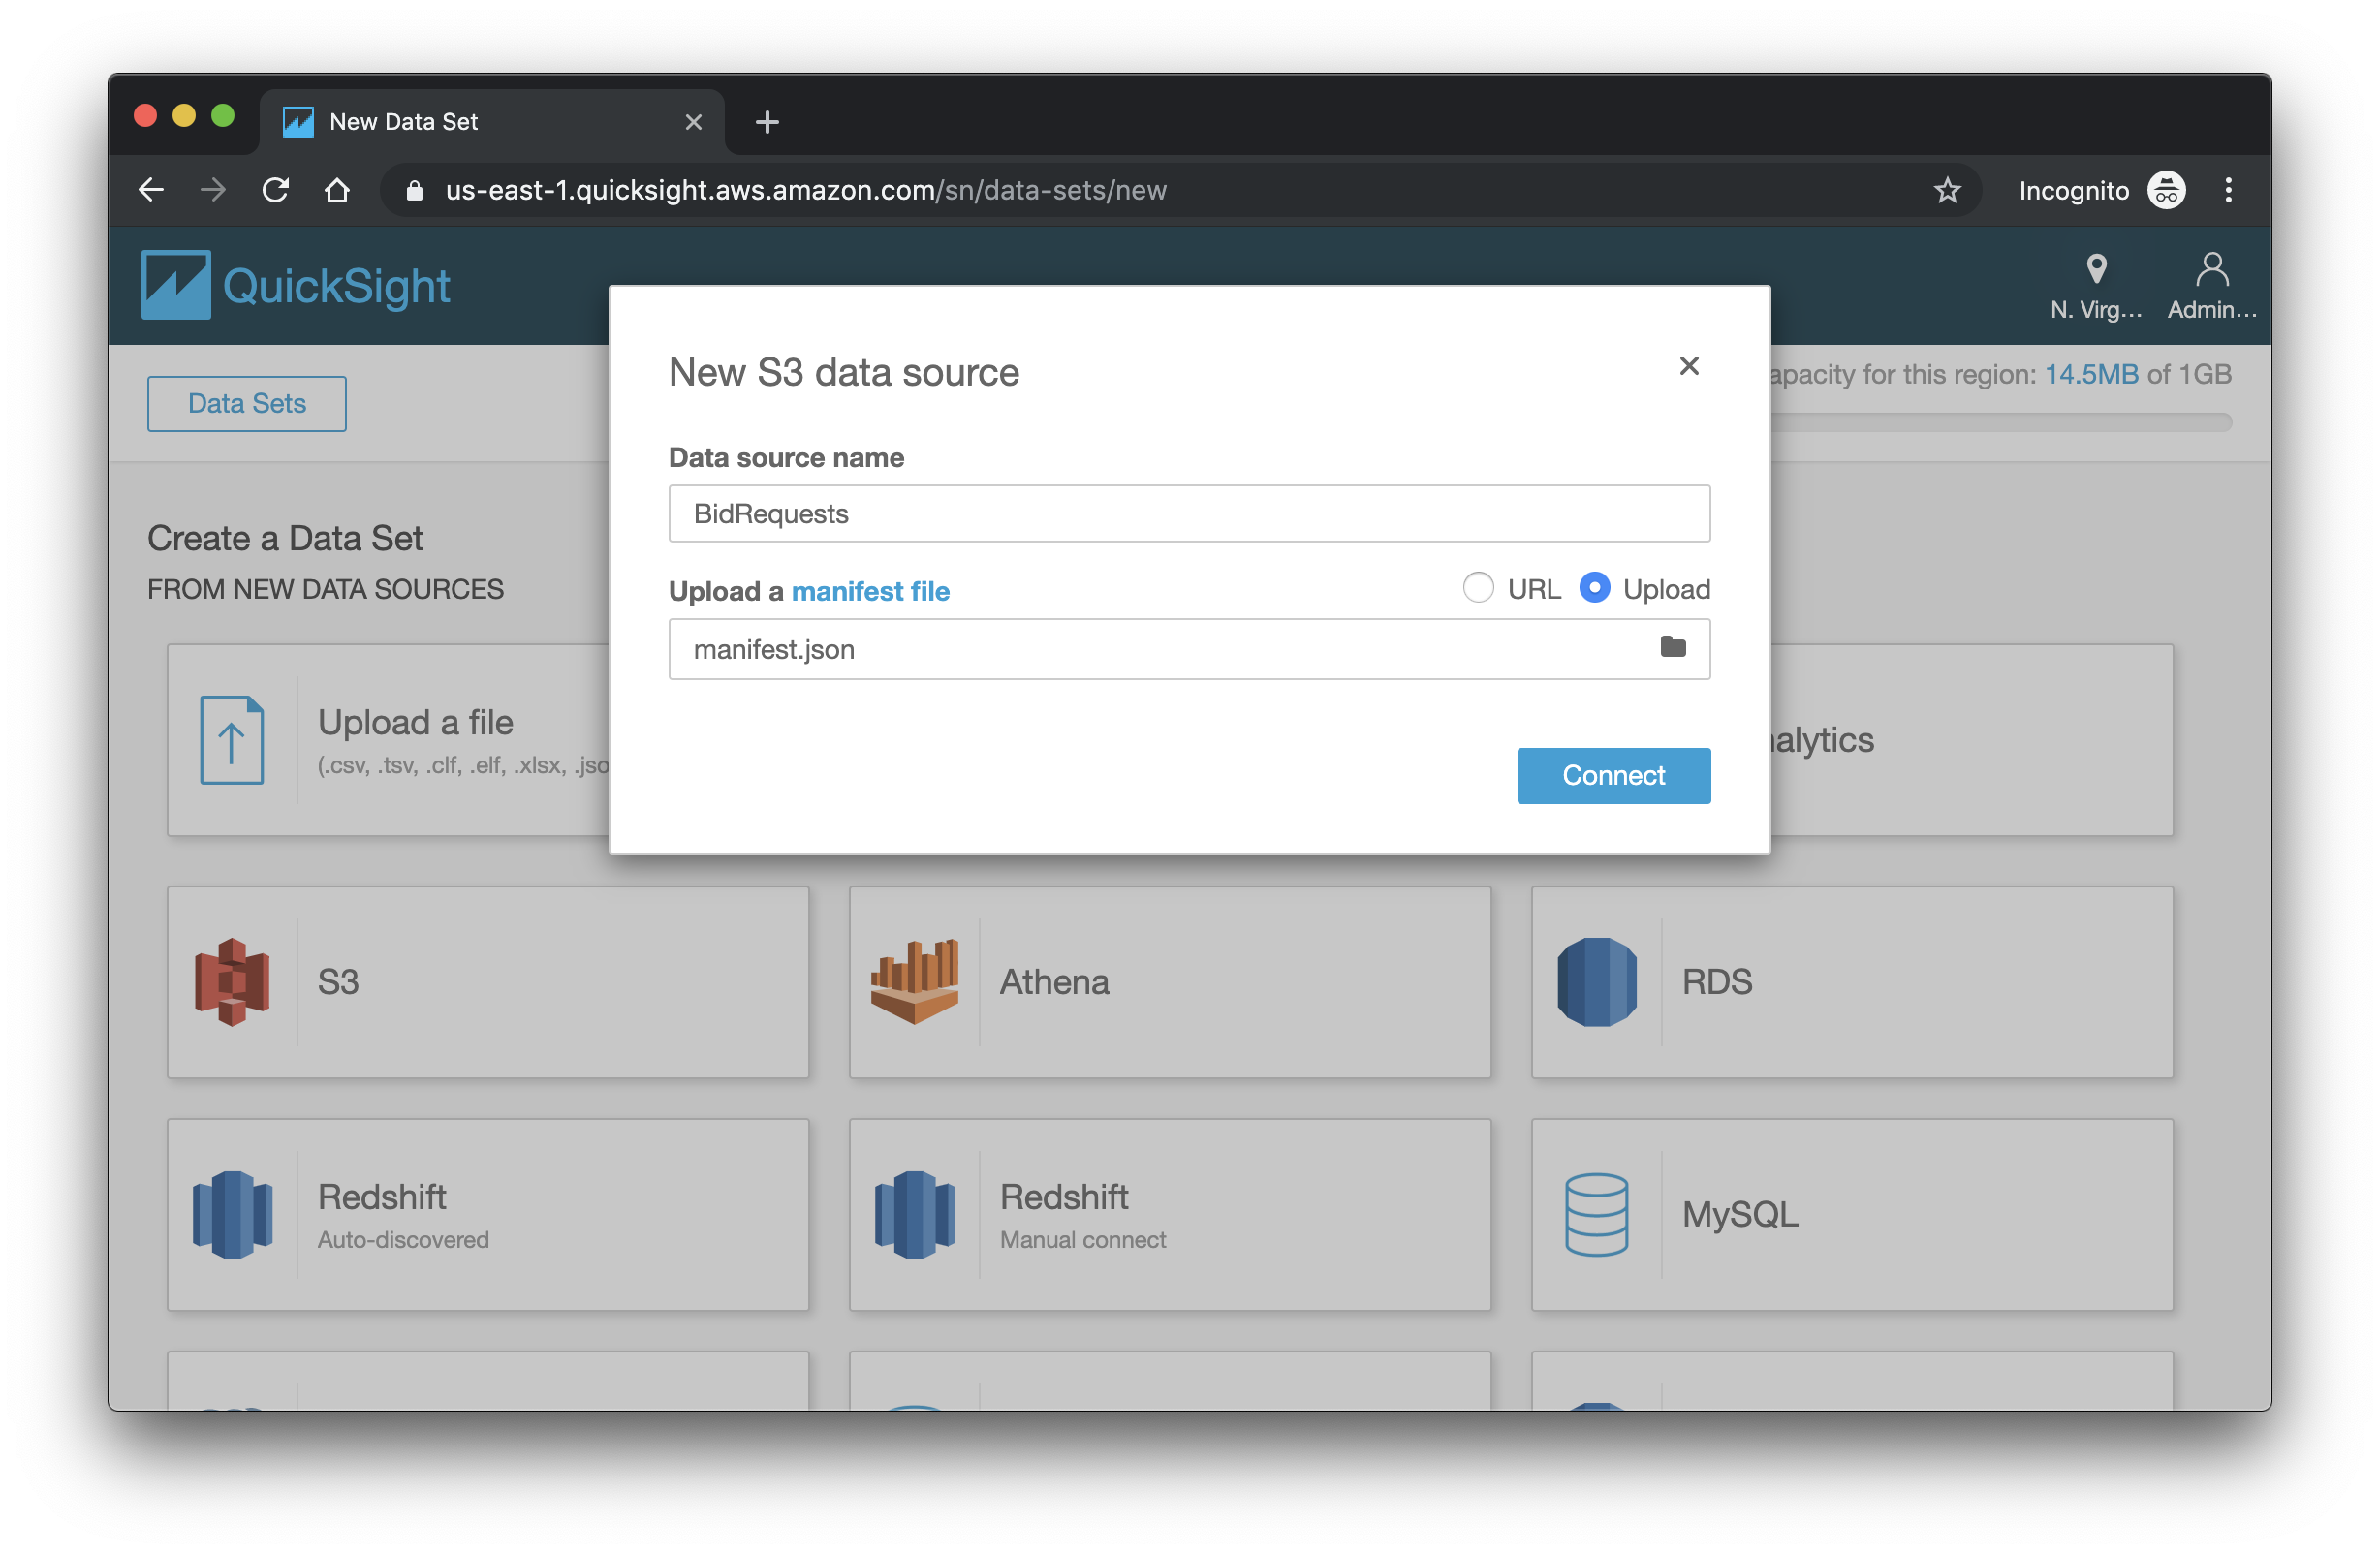 New Data Set
us-east-1.quicksight.aws.amazon.com/sn/data-sets/new
Incognito
QuickSight
N. Virg...
Admin...
Data Sets
apacity for this region: 14.5MB of 1GB
New S3 data source
Data source name
BidRequests
Upload a manifest file
URL
Upload
manifest.json
Connect
Create a Data Set
FROM NEW DATA SOURCES
Upload a file
(.csv, .tsv, .clf, .elf, .xlsx, .jso
nalytics
S3
Athena
RDS
Redshift
Auto-discovered
Redshift
Manual connect
MySQL